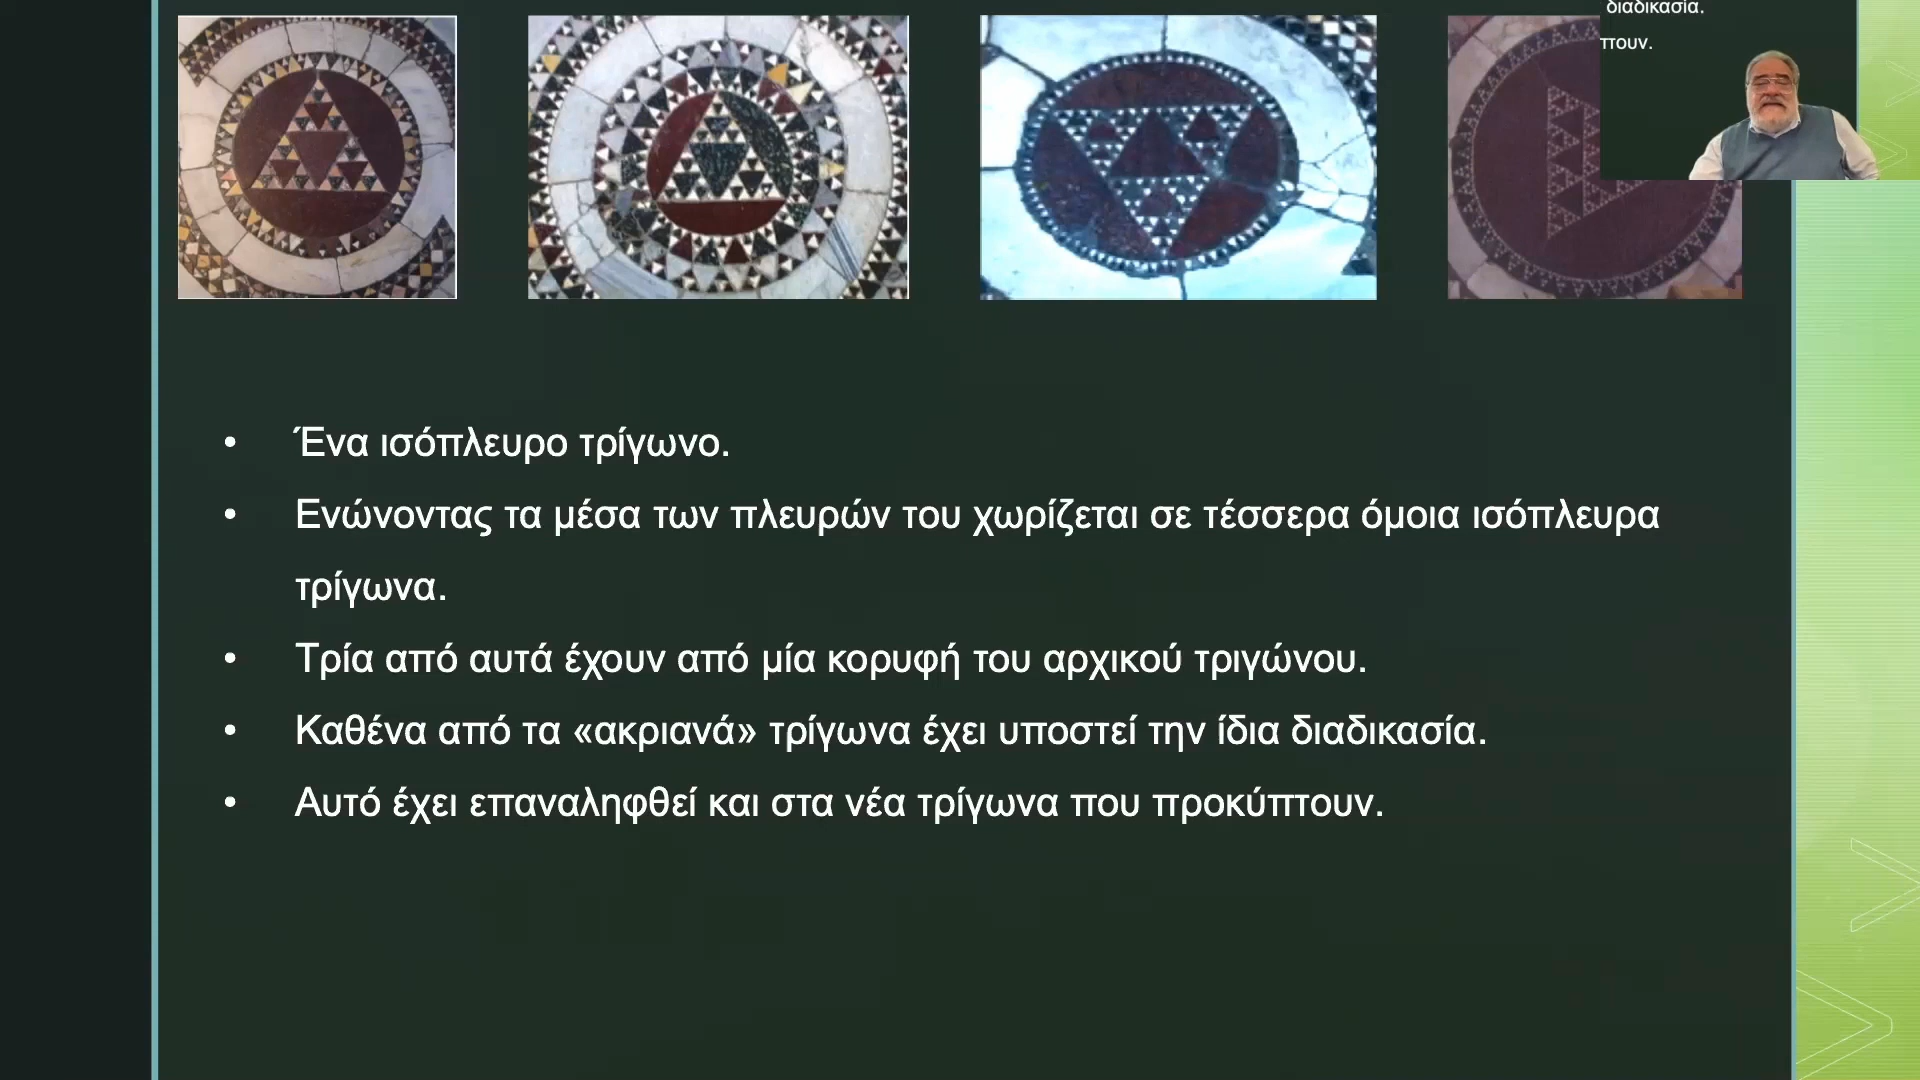 διαδικασία.
πτουν.
• Ένα ισόπλευρο τρίγωνο.
• Ενώνοντας τα μέσα των πλευρών του χωρίζεται σε τέσσερα όμοια ισόπλευρα
τρίγωνα.
• Τρία από αυτά έχουν από μία κορυφή του αρχικού τριγώνου.
• Καθένα από τα «ακριανά» τρίγωνα έχει υποστεί την ίδια διαδικασία.
• Αυτό έχει επαναληφθεί και στα νέα τρίγωνα που προκύπτουν.